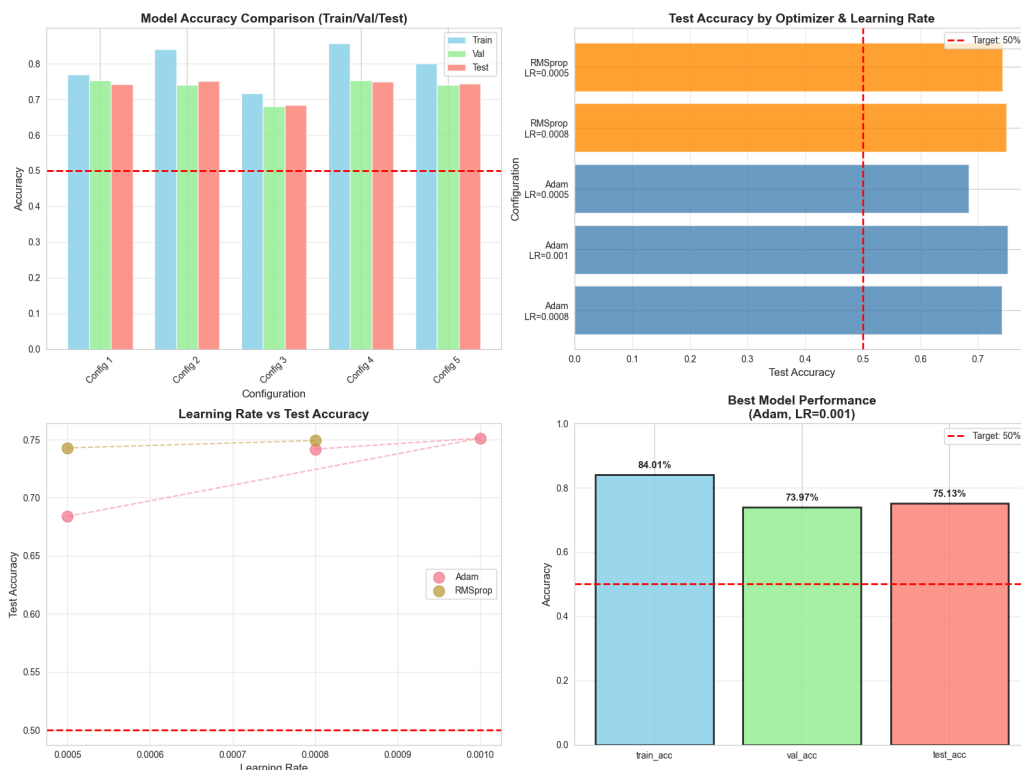 Model Accuracy Comparison (Train/Val/Test)
Train
Val
Test
0.8
0.7
0.6
0.5
0.4
0.3
0.2
0.1
0.0
Accuracy
Config 1
Config 2
Config 3
Config 4
Config 5
Configuration
Test Accuracy by Optimizer & Learning Rate
Target: 50%
RMSprop
LR=0.0005
RMSprop
LR=0.0008
Adam
LR=0.0005
Adam
LR=0.001
Adam
LR=0.0008
Configuration
0.0 0.1 0.2 0.3 0.4 0.5 0.6 0.7
Test Accuracy
Learning Rate vs Test Accuracy
0.75
0.70
0.65
0.60
0.55
0.50
Test Accuracy
Adam
RMSprop
0.0005 0.0006 0.0007 0.0008 0.0009 0.0010
Learning Rate
Best Model Performance
(Adam, LR=0.001)
Target: 50%
1.0
0.8
0.6
0.4
0.2
0.0
Accuracy
84.01%
73.97%
75.13%
train_acc
val_acc
test_acc